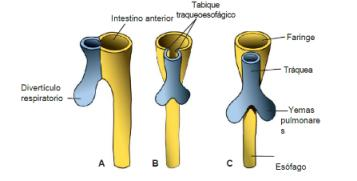 Tabique
traqueoesofágico
Intestino anterior
Faringe
Tráquea
Divertículo
respiratorio
Yemas
pulmonare
s
Esófago
A
B
C